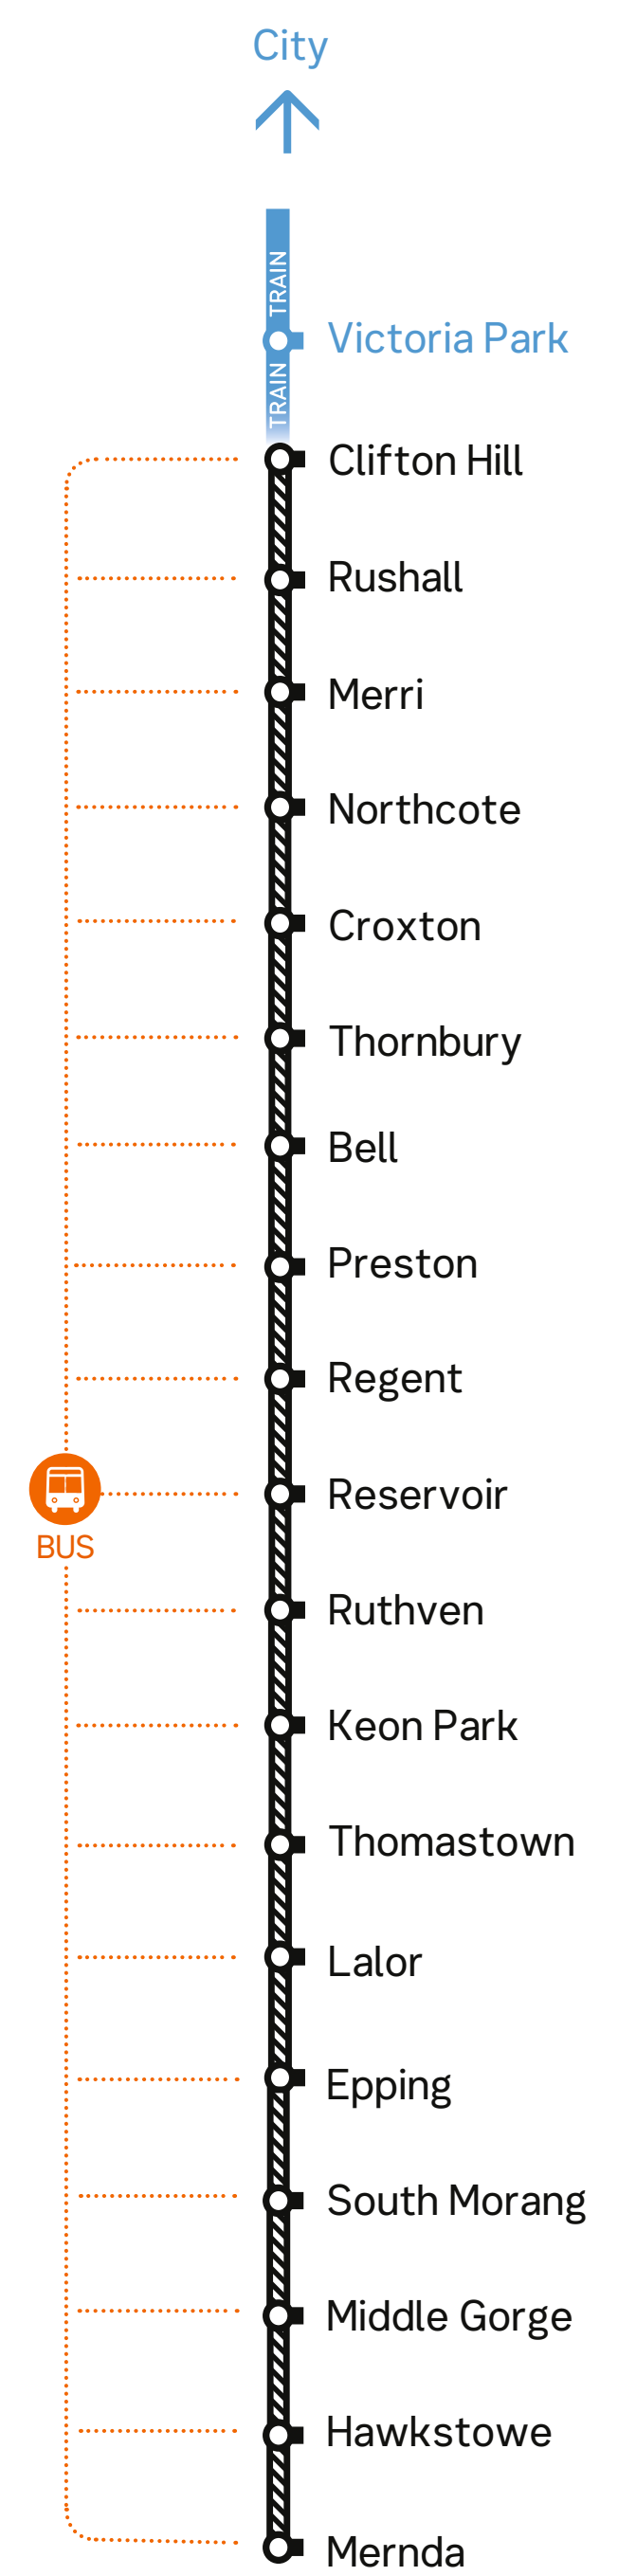 City
TRAIN
Victoria Park
TRAIN
Clifton Hill
Rushall
Merri
Northcote
Croxton
Thornbury
Bell
Preston
Regent
Reservoir
BUS
Ruthven
Keon Park
Thomastown
Lalor
Epping
South Morang
Middle Gorge
Hawkstowe
Mernda